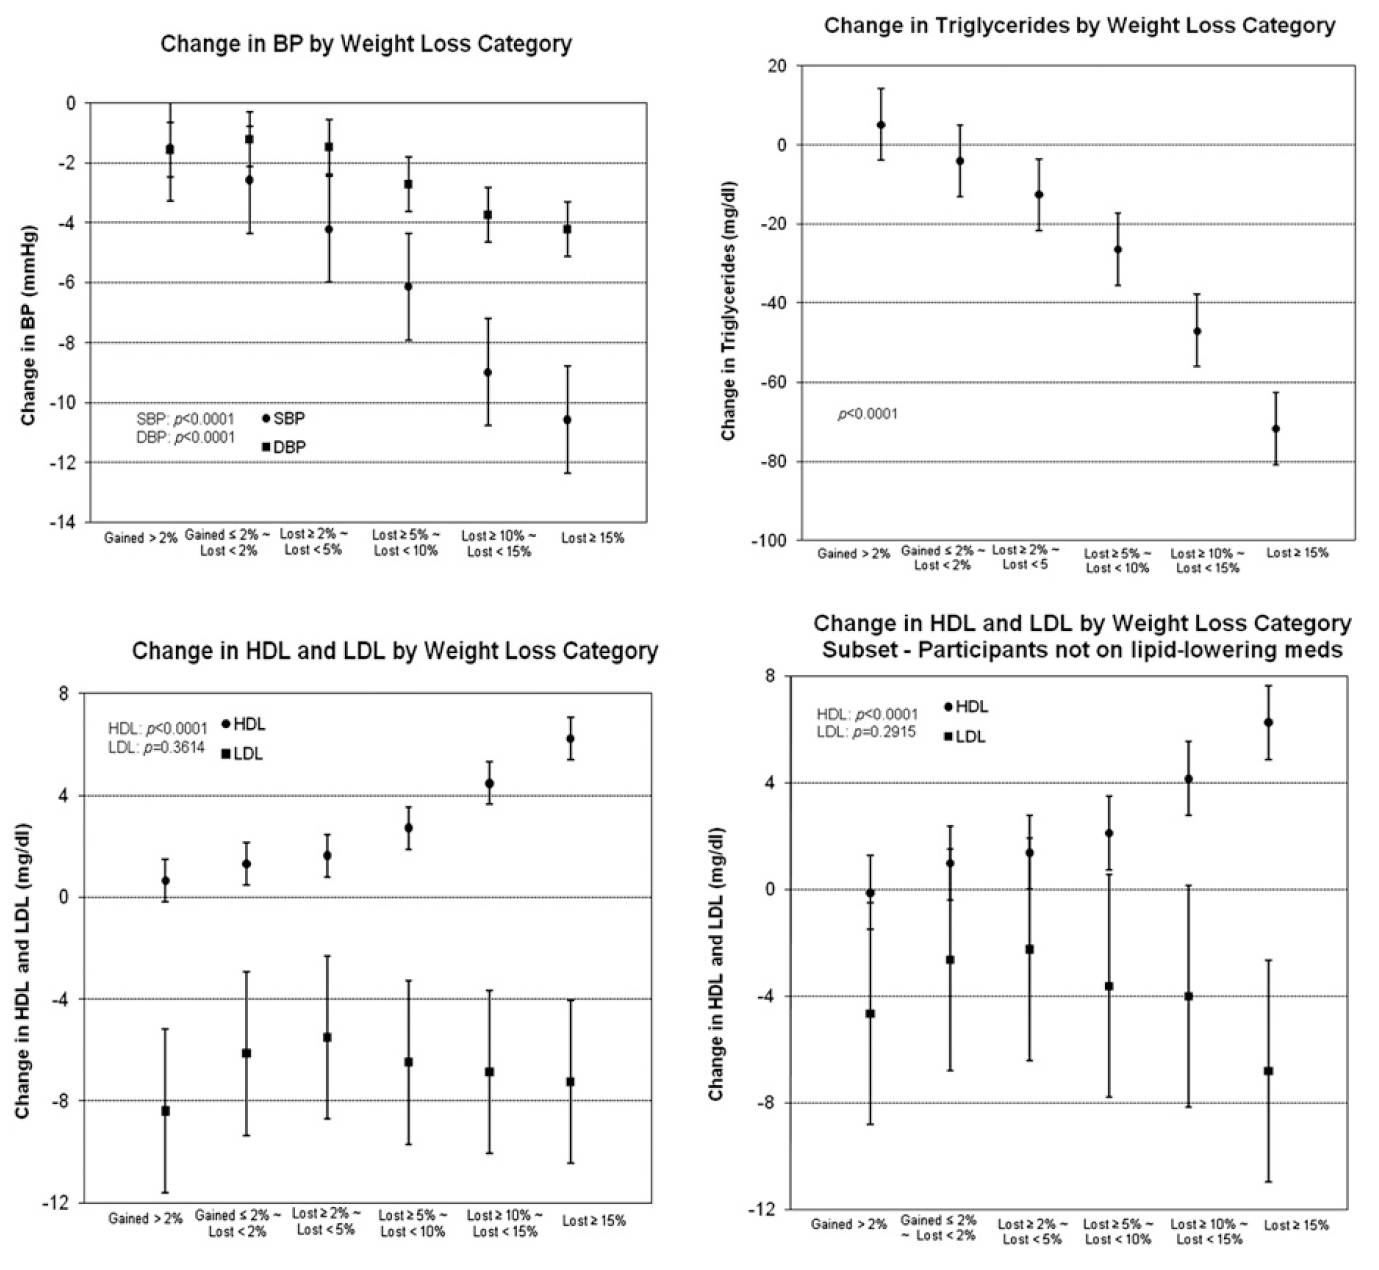 Change in BP by Weight Loss Category
0
-2
-4
-6
-8
-10
-12
-14
Change in BP (mmHg)
SBP: p<0.0001
DBP: p<0.0001
SBP
DBP
Gained > 2%
Gained ≤ 2% ~
Lost < 2%
Lost ≥ 2% ~
Lost < 5%
Lost ≥ 5% ~
Lost < 10%
Lost ≥ 10% ~
Lost < 15%
Lost ≥ 15%
Change in Triglycerides by Weight Loss Category
20
0
-20
-40
-60
-80
-100
Change in Triglycerides (mg/dl)
p<0.0001
Gained > 2%
Gained ≤ 2% ~
Lost < 2%
Lost ≥ 2% ~
Lost < 5
Lost ≥ 5% ~
Lost < 10%
Lost ≥ 10% ~
Lost < 15%
Lost ≥ 15%
Change in HDL and LDL by Weight Loss Category
8
4
0
-4
-8
-12
Change in HDL and LDL (mg/dl)
HDL: p<0.0001
LDL: p=0.3614
HDL
LDL
Gained > 2%
Gained ≤ 2% ~
Lost < 2%
Lost ≥ 2% ~
Lost < 5%
Lost ≥ 5% ~
Lost < 10%
Lost ≥ 10% ~
Lost < 15%
Lost ≥ 15%
Change in HDL and LDL by Weight Loss Category
Subset - Participants not on lipid-lowering meds
8
4
0
-4
-8
-12
Change in HDL and LDL (mg/dl)
HDL: p<0.0001
LDL: p=0.2915
HDL
LDL
Gained > 2%
Gained ≤ 2%
~ Lost < 2%
Lost ≥ 2% ~
Lost < 5%
Lost ≥ 5% ~
Lost < 10%
Lost ≥ 10% ~
Lost < 15%
Lost ≥ 15%